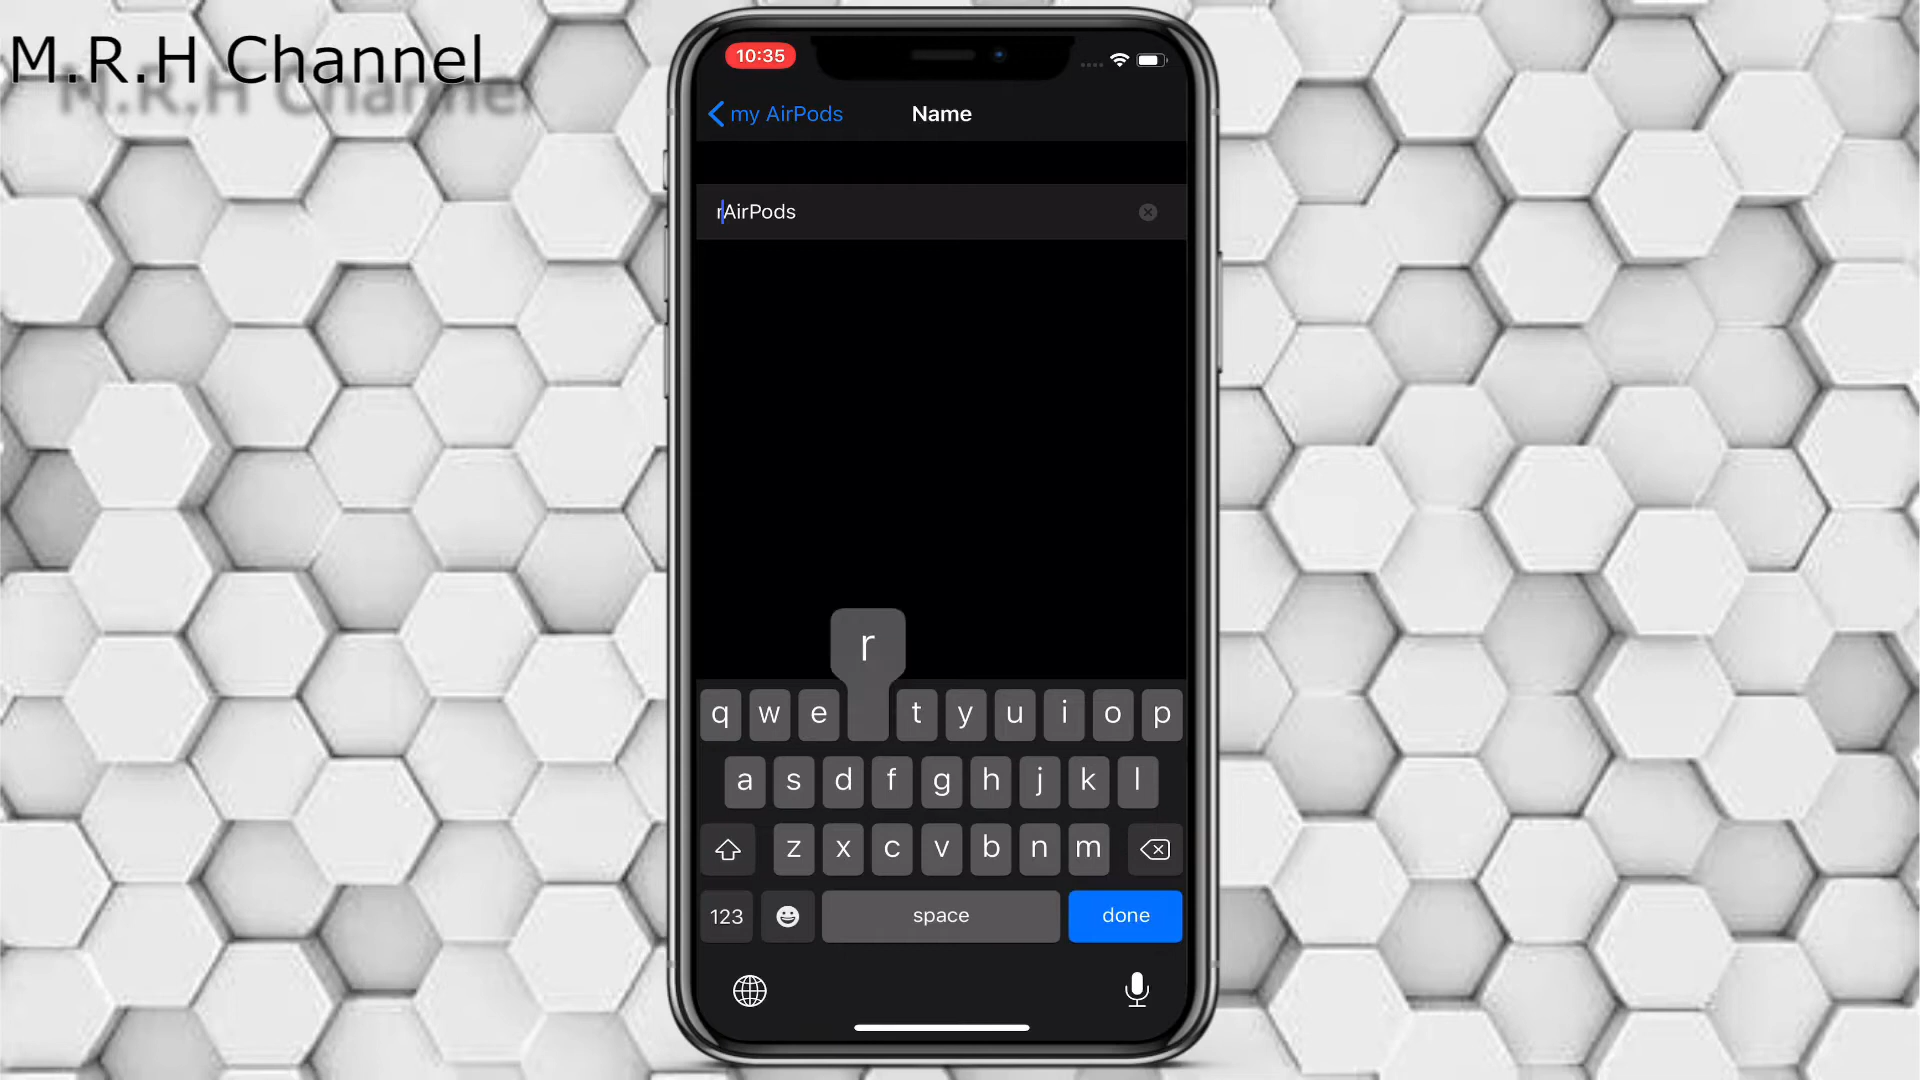 M.R.H Channel
10:35
my AirPods
Name
rAirPods
r
q w e t y u i o p
a s d f g h j k l
z x c v b n m
123 space done